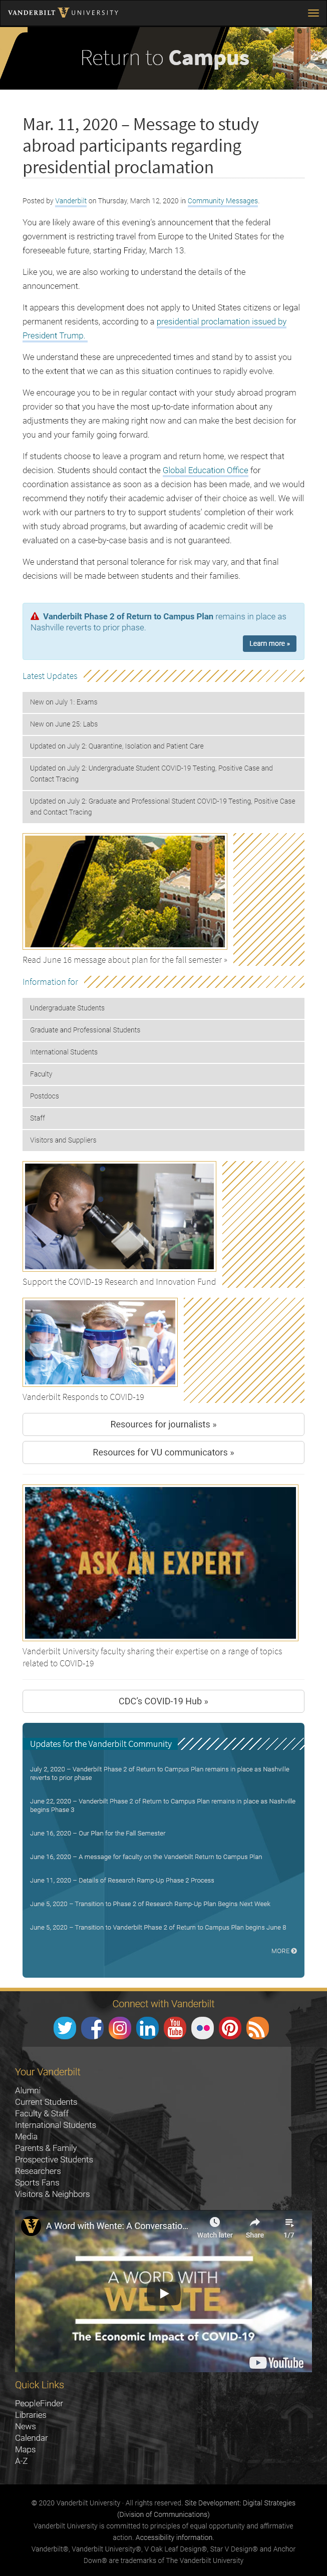 VANDERBILT V UNIVERSITY
Return to Campus
Mar. 11, 2020 – Message to study
abroad participants regarding
presidential proclamation
Posted by Vanderbilt on Thursday, March 12, 2020 in Community Messages.
You are likely aware of this evening's announcement that the federal
government is restricting travel from Europe to the United States for the
foreseeable future, starting Friday, March 13.
Like you, we are also working to understand the details of the
announcement.
It appears this development does not apply to United States citizens or legal
permanent residents, according to a presidential proclamation issued by
President Trump.
We understand these are unprecedented times and stand by to assist you
to the extent that we can as this situation continues to rapidly evolve.
We encourage you to be in regular contact with your study abroad program
provider so that you have the most up-to-date information about any
adjustments they are making right now and can make the best decision for
you and your family going forward.
If students choose to leave a program and return home, we respect that
decision. Students should contact the Global Education Office for
coordination assistance as soon as a decision has been made, and we would
recommend they notify their academic adviser of their choice as well. We will
work with our partners to try to support students' completion of their work
with study abroad programs, but awarding of academic credit will be
evaluated on a case-by-case basis and is not guaranteed.
We understand that personal tolerance for risk may vary, and that final
decisions will be made between students and their families.
Vanderbilt Phase 2 of Return to Campus Plan remains in place as
Nashville reverts to prior phase.
Learn more »
Latest Updates
New on July 1: Exams
New on June 25: Labs
Updated on July 2: Quarantine, Isolation and Patient Care
Updated on July 2: Undergraduate Student COVID-19 Testing, Positive Case and
Contact Tracing
Updated on July 2: Graduate and Professional Student COVID-19 Testing, Positive Case
and Contact Tracing
Read June 16 message about plan for the fall semester »
Information for
Undergraduate Students
Graduate and Professional Students
International Students
Faculty
Postdocs
Staff
Visitors and Suppliers
Support the COVID-19 Research and Innovation Fund
Vanderbilt Responds to COVID-19
Resources for journalists »
Resources for VU communicators »
ASK AN EXPERT
Vanderbilt University faculty sharing their expertise on a range of topics
related to COVID-19
CDC's COVID-19 Hub »
Updates for the Vanderbilt Community
July 2, 2020 – Vanderbilt Phase 2 of Return to Campus Plan remains in place as Nashville
reverts to prior phase
June 22, 2020 – Vanderbilt Phase 2 of Return to Campus Plan remains in place as Nashville
begins Phase 3
June 16, 2020 – Our Plan for the Fall Semester
June 16, 2020 – A message for faculty on the Vanderbilt Return to Campus Plan
June 11, 2020 – Details of Research Ramp-Up Phase 2 Process
June 5, 2020 – Transition to Phase 2 of Research Ramp-Up Plan Begins Next Week
June 5, 2020 – Transition to Vanderbilt Phase 2 of Return to Campus Plan begins June 8
MORE
Connect with Vanderbilt
You Tube
Your Vanderbilt
Alumni
Current Students
Faculty & Staff
International Students
Media
Parents & Family
Prospective Students
Researchers
Sports Fans
Visitors & Neighbors
A Word with Wente: A Conversatio...
Watch later
Share
1/7
A WORD WITH
WENTE
The Economic Impact of COVID-19
YouTube
Quick Links
PeopleFinder
Libraries
News
Calendar
Maps
A-Z
© 2020 Vanderbilt University · All rights reserved. Site Development: Digital Strategies
(Division of Communications)
Vanderbilt University is committed to principles of equal opportunity and affirmative
action. Accessibility information.
Vanderbilt®, Vanderbilt University®, V Oak Leaf Design®, Star V Design® and Anchor
Down® are trademarks of The Vanderbilt University